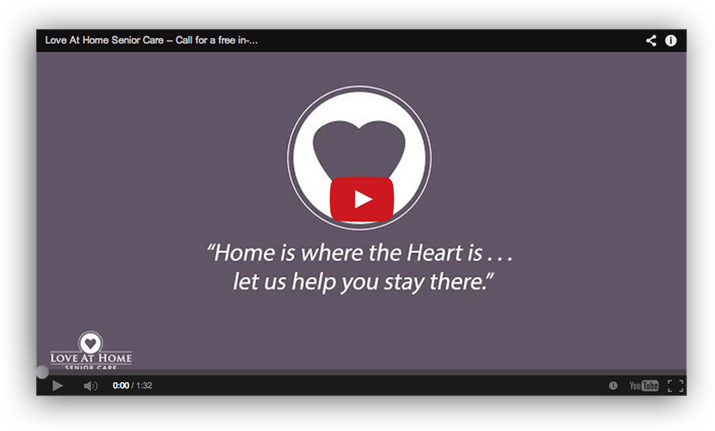 Love At Home Senior Care – Call for a free in-...
“Home is where the Heart is . . .
let us help you stay there.”
LOVE AT HOME
SENIOR CARE
0:00 / 1:32
YouTube